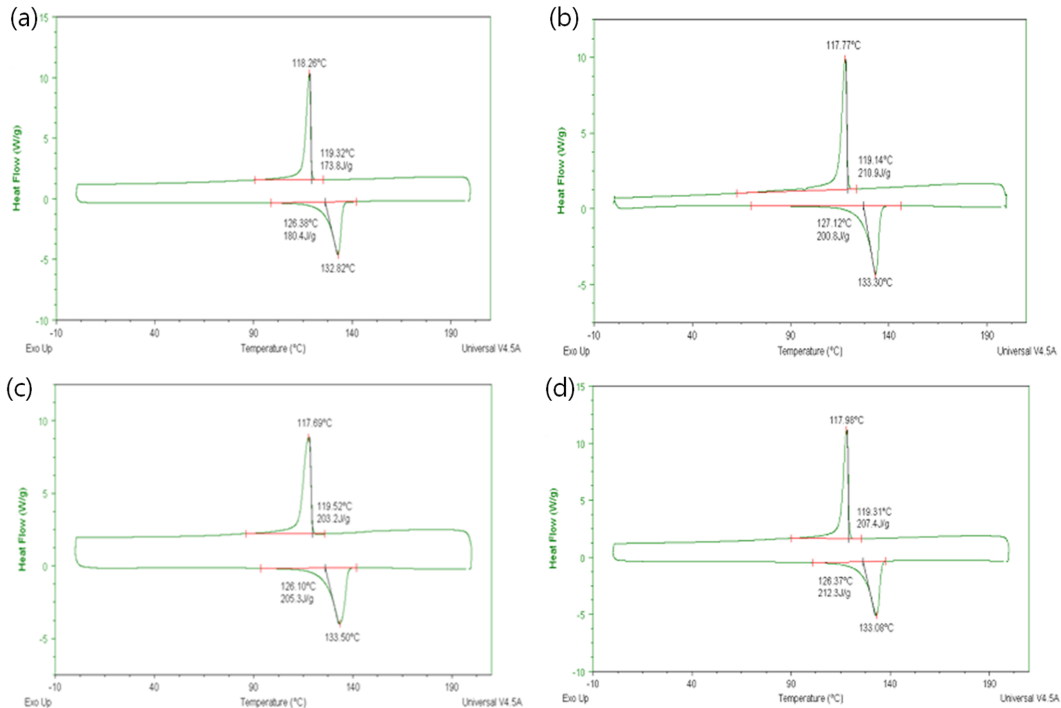 (a)
15
10
5
0
-5
-10
Heat Flow (W/g)
118.26°C
119.32°C
173.8J/g
126.38°C
180.4J/g
132.82°C
-10 40 90 140 190
Exo Up Temperature (°C) Universal V4.5A
(b)
10
5
0
-5
Heat Flow (W/g)
117.77°C
119.14°C
210.9J/g
127.12°C
200.8J/g
133.30°C
-10 40 90 140 190
Exo Up Temperature (°C) Universal V4.5A
(c)
10
5
0
-5
Heat Flow (W/g)
117.69°C
119.52°C
203.2J/g
126.10°C
205.3J/g
133.50°C
-10 40 90 140 190
Exo Up Temperature (°C) Universal V4.5A
(d)
15
10
5
0
-5
-10
Heat Flow (W/g)
117.98°C
119.31°C
207.4J/g
126.37°C
212.3J/g
133.08°C
-10 40 90 140 190
Exo Up Temperature (°C) Universal V4.5A